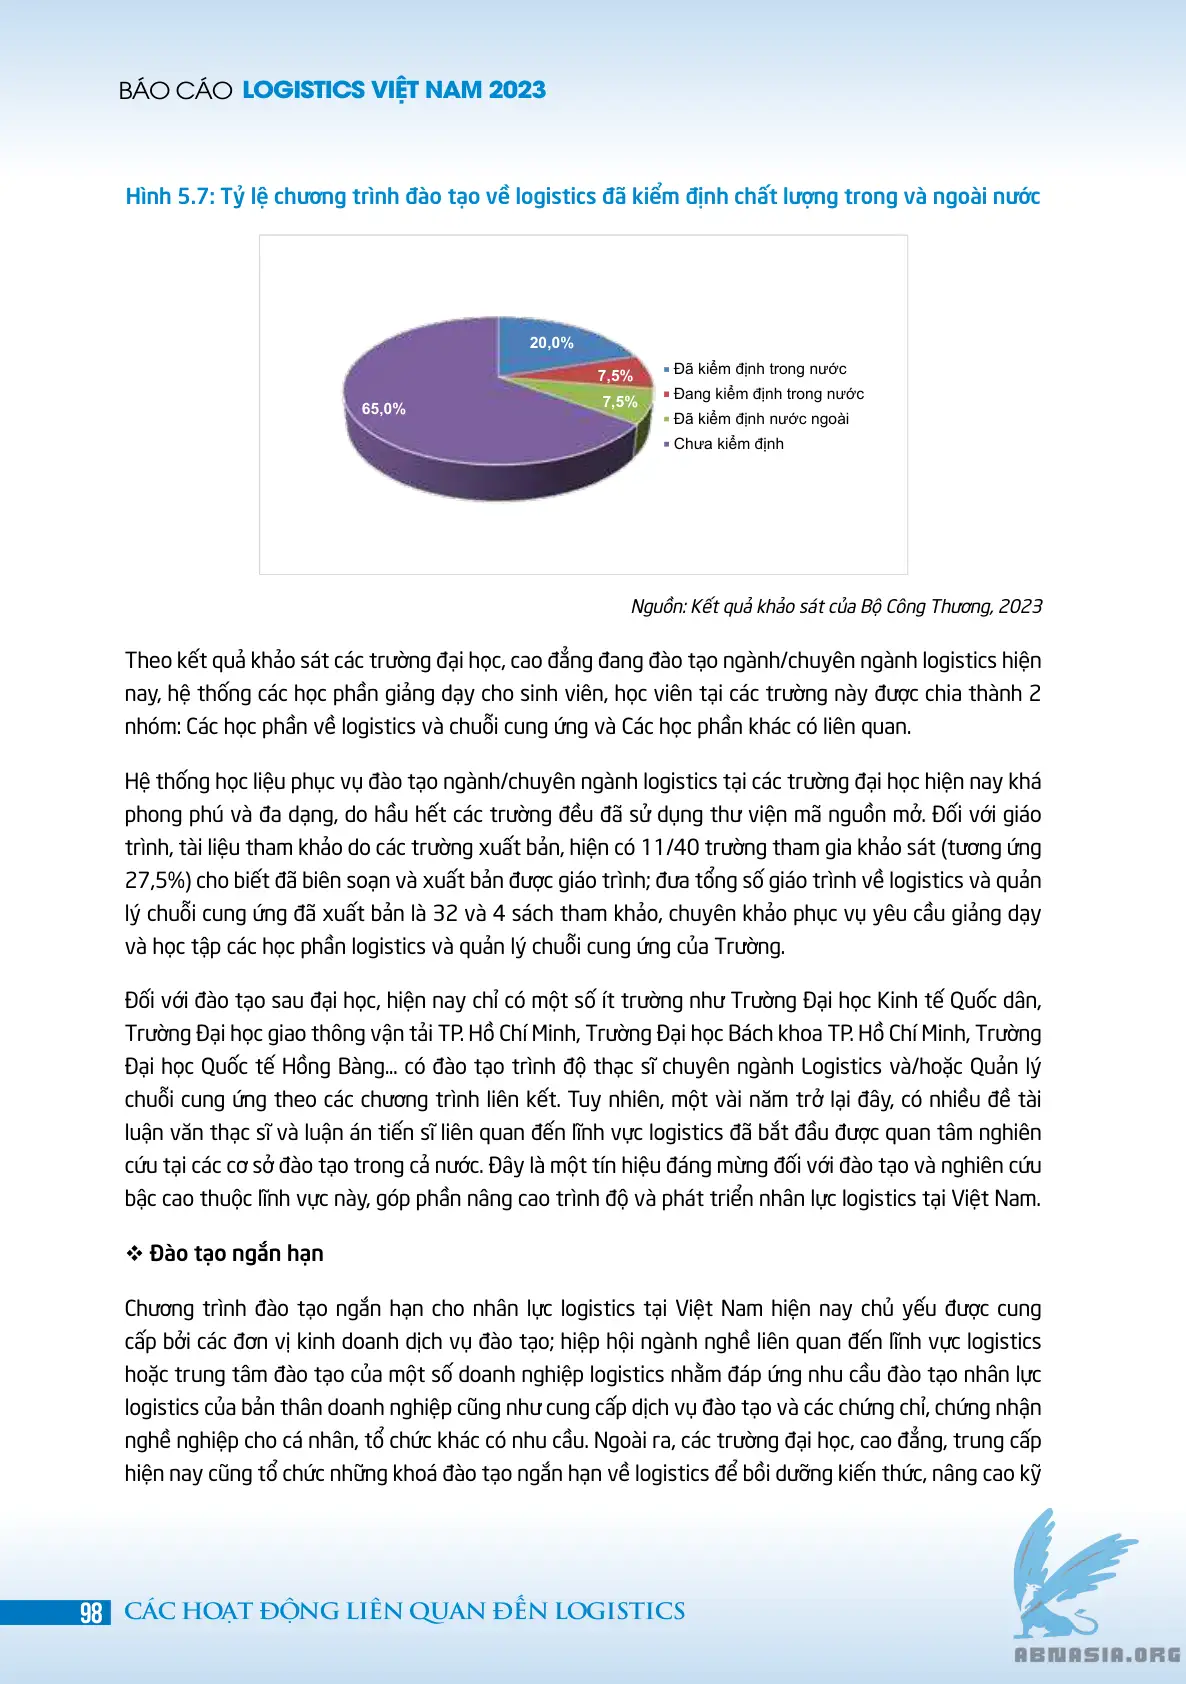 BÁO CÁO LOGISTICS VIỆT NAM 2023
Hình 5.7: Tỷ lệ chương trình đào tạo về logistics đã kiểm định chất lượng trong và ngoài nước
20,0%
7,5%
7,5%
65,0%
Đã kiểm định trong nước
Đang kiểm định trong nước
Đã kiểm định nước ngoài
Chưa kiểm định
Nguồn: Kết quả khảo sát của Bộ Công Thương, 2023
Theo kết quả khảo sát các trường đại học, cao đẳng đang đào tạo ngành/chuyên ngành logistics hiện
nay, hệ thống các học phần giảng dạy cho sinh viên, học viên tại các trường này được chia thành 2
nhóm: Các học phần về logistics và chuỗi cung ứng và Các học phần khác có liên quan.
Hệ thống học liệu phục vụ đào tạo ngành/chuyên ngành logistics tại các trường đại học hiện nay khá
phong phú và đa dạng, do hầu hết các trường đều đã sử dụng thư viện mã nguồn mở. Đối với giáo
trình, tài liệu tham khảo do các trường xuất bản, hiện có 11/40 trường tham gia khảo sát (tương ứng
27,5%) cho biết đã biên soạn và xuất bản được giáo trình; đưa tổng số giáo trình về logistics và quản
lý chuỗi cung ứng đã xuất bản là 32 và 4 sách tham khảo, chuyên khảo phục vụ yêu cầu giảng dạy
và học tập các học phần logistics và quản lý chuỗi cung ứng của Trường.
Đối với đào tạo sau đại học, hiện nay chỉ có một số ít trường như Trường Đại học Kinh tế Quốc dân,
Trường Đại học giao thông vận tải TP. Hồ Chí Minh, Trường Đại học Bách khoa TP. Hồ Chí Minh, Trường
Đại học Quốc tế Hồng Bàng... có đào tạo trình độ thạc sĩ chuyên ngành Logistics và/hoặc Quản lý
chuỗi cung ứng theo các chương trình liên kết. Tuy nhiên, một vài năm trở lại đây, có nhiều đề tài
luận văn thạc sĩ và luận án tiến sĩ liên quan đến lĩnh vực logistics đã bắt đầu được quan tâm nghiên
cứu tại các cơ sở đào tạo trong cả nước. Đây là một tín hiệu đáng mừng đối với đào tạo và nghiên cứu
bậc cao thuộc lĩnh vực này, góp phần nâng cao trình độ và phát triển nhân lực logistics tại Việt Nam.
❖ Đào tạo ngắn hạn
Chương trình đào tạo ngắn hạn cho nhân lực logistics tại Việt Nam hiện nay chủ yếu được cung
cấp bởi các đơn vị kinh doanh dịch vụ đào tạo; hiệp hội ngành nghề liên quan đến lĩnh vực logistics
hoặc trung tâm đào tạo của một số doanh nghiệp logistics nhằm đáp ứng nhu cầu đào tạo nhân lực
logistics của bản thân doanh nghiệp cũng như cung cấp dịch vụ đào tạo và các chứng chỉ, chứng nhận
nghề nghiệp cho cá nhân, tổ chức khác có nhu cầu. Ngoài ra, các trường đại học, cao đẳng, trung cấp
hiện nay cũng tổ chức những khoá đào tạo ngắn hạn về logistics để bồi dưỡng kiến thức, nâng cao kỹ
98 CÁC HOẠT ĐỘNG LIÊN QUAN ĐẾN LOGISTICS
ABNASIA.ORG